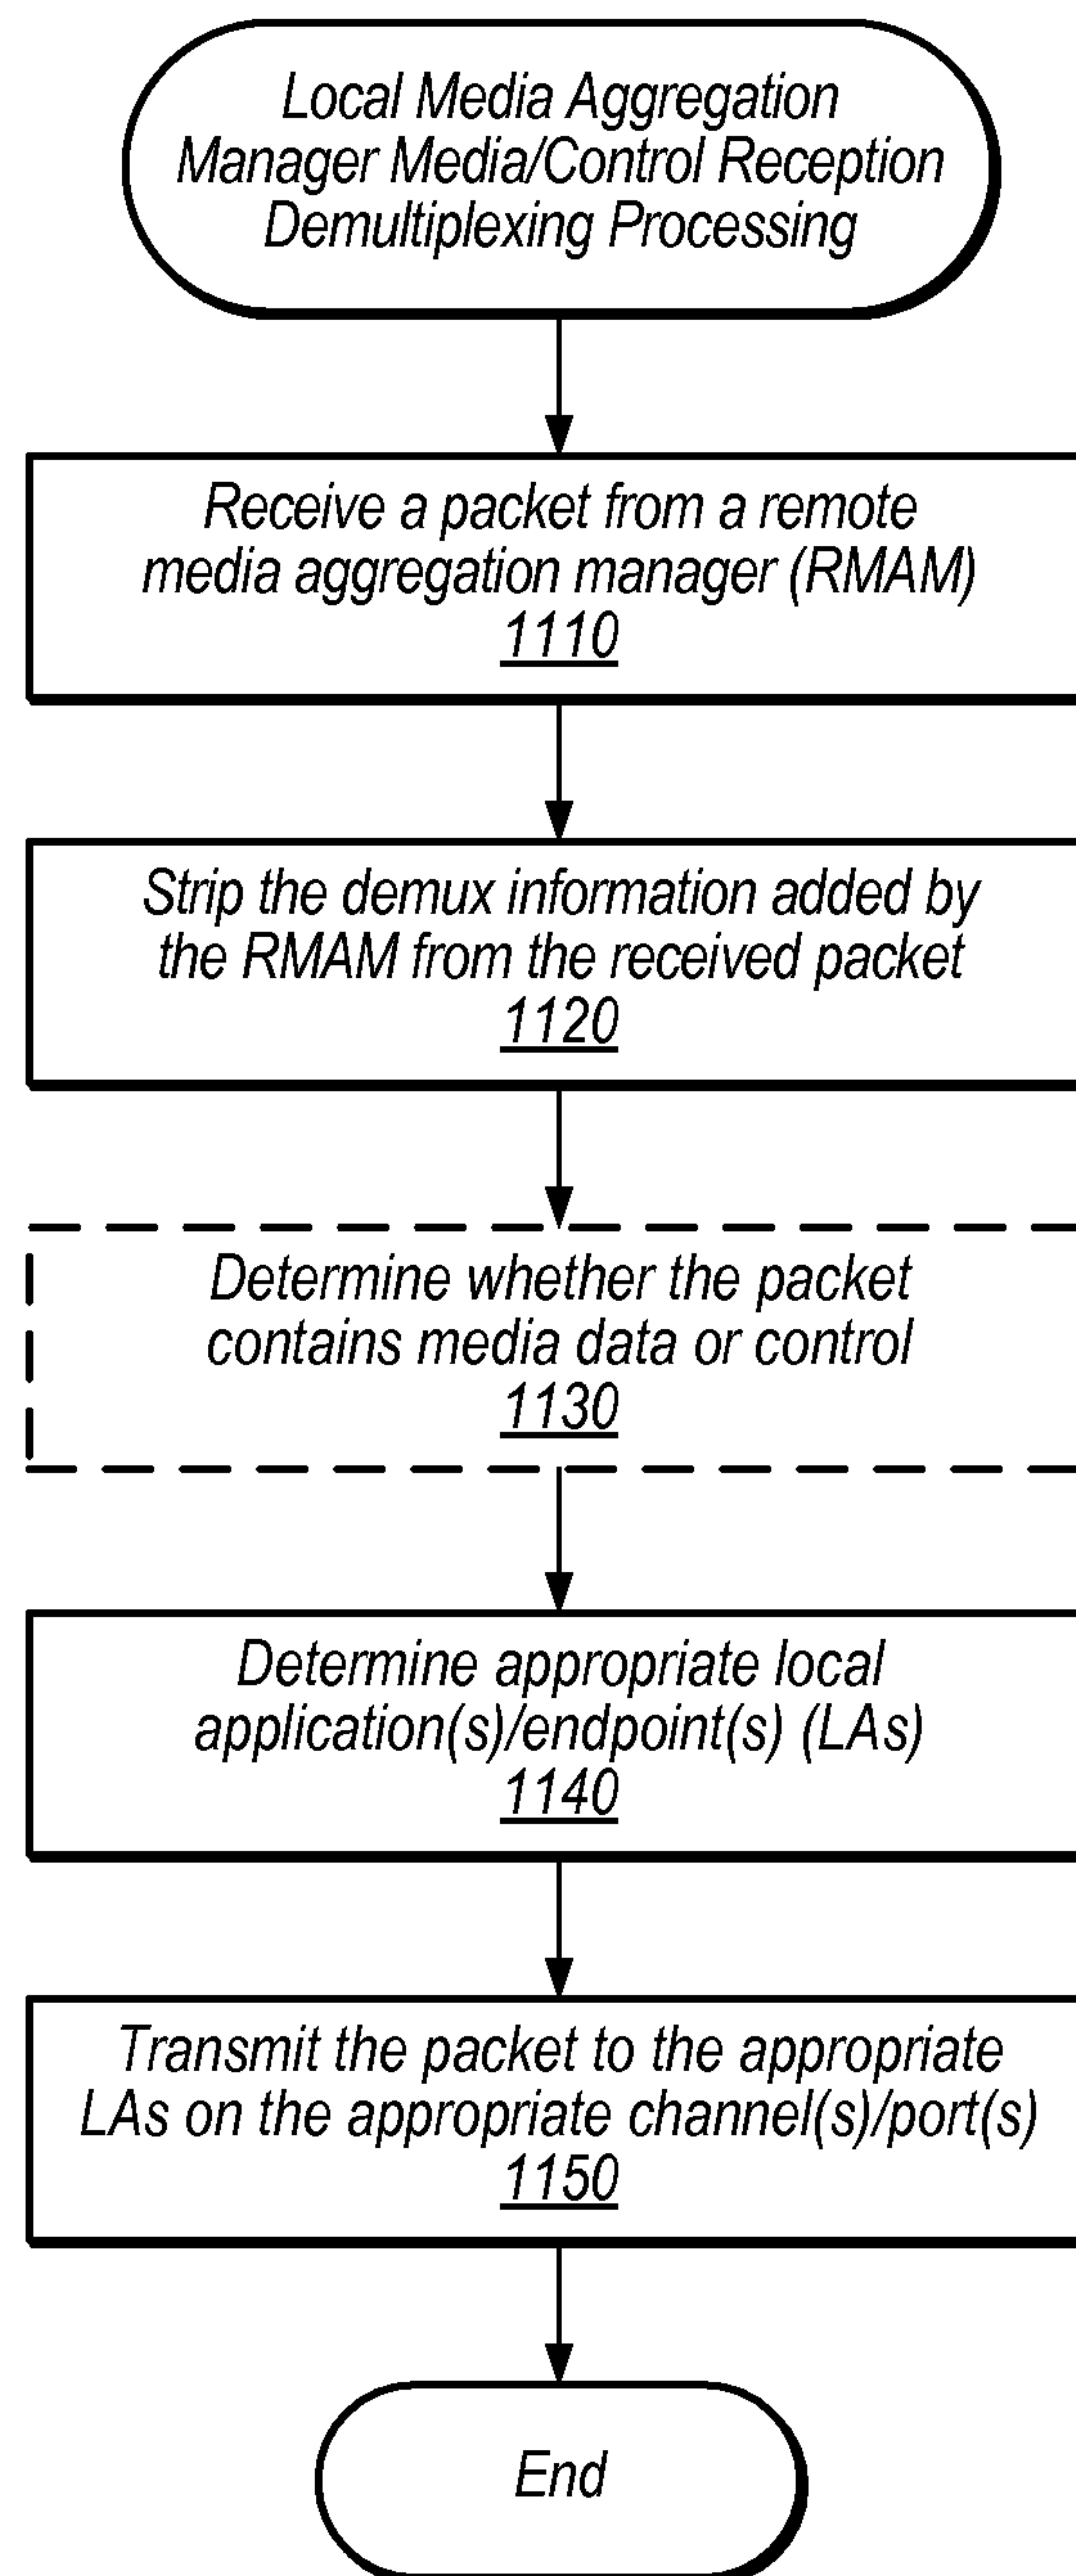 Local Media Aggregation
Manager Media/Control Reception
Demultiplexing Processing
Receive a packet from a remote
media aggregation manager (RMAM)
1110
Strip the demux information added by
the RMAM from the received packet
1120
Determine whether the packet
contains media data or control
1130
Determine appropriate local
application(s)/endpoint(s) (LAs)
1140
Transmit the packet to the appropriate
LAs on the appropriate channel(s)/port(s)
1150
End